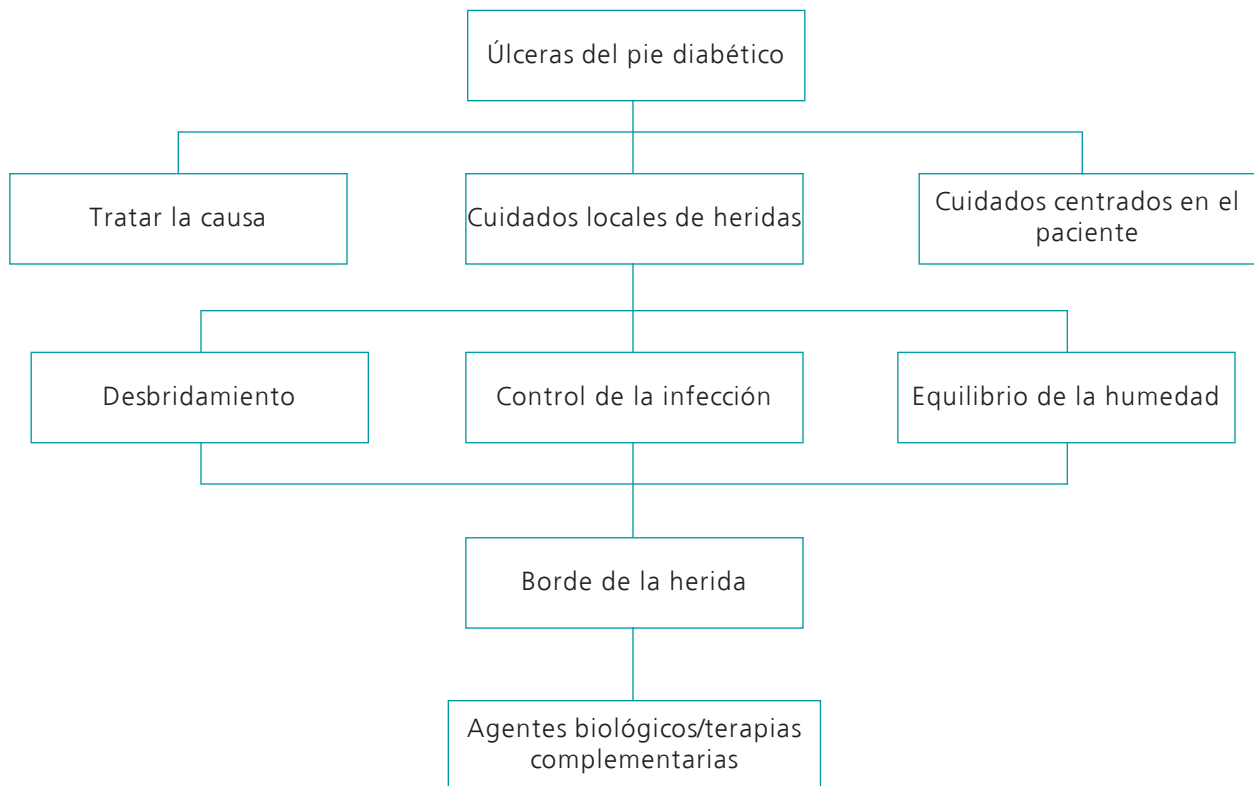 Úlceras del pie diabético
Tratar la causa
Cuidados locales de heridas
Cuidados centrados en el
paciente
Desbridamiento
Control de la infección
Equilibrio de la humedad
Borde de la herida
Agentes biológicos/terapias
complementarias